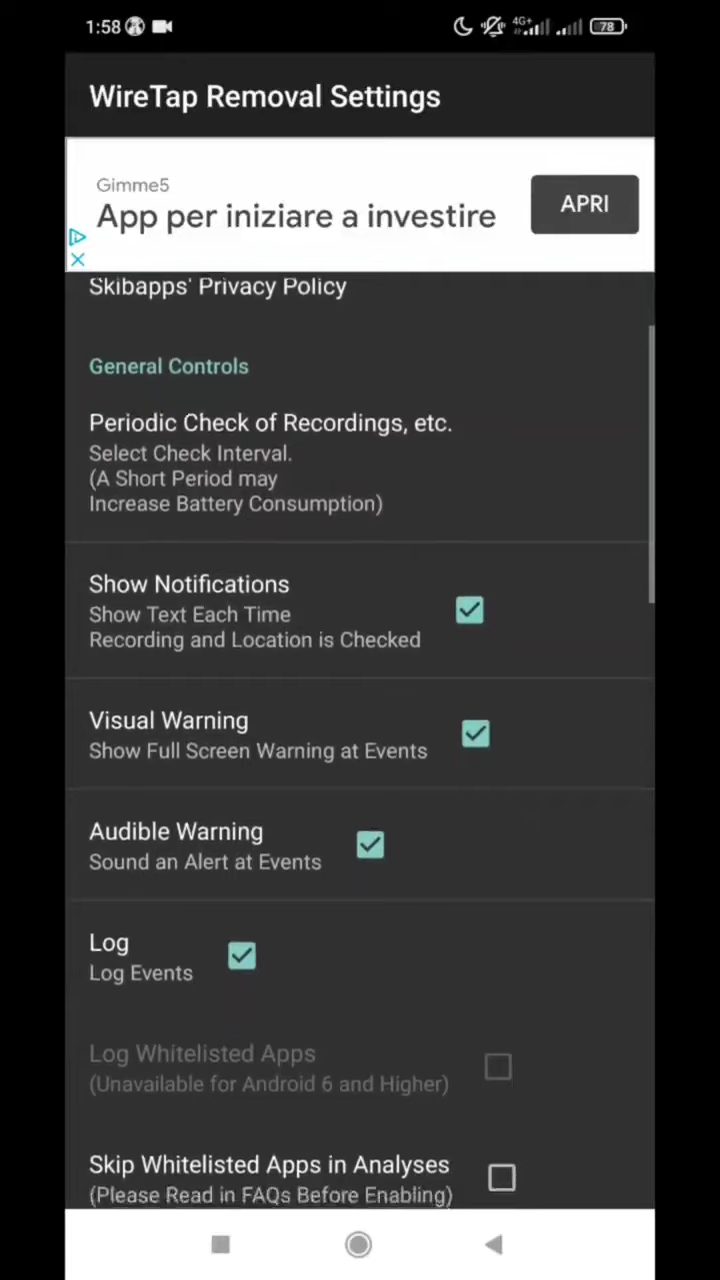 1:58
4G+
78
WireTap Removal Settings
Gimme5
App per iniziare a investire
APRI
Skibapps' Privacy Policy
General Controls
Periodic Check of Recordings, etc.
Select Check Interval.
(A Short Period may
Increase Battery Consumption)
Show Notifications
Show Text Each Time
Recording and Location is Checked
Visual Warning
Show Full Screen Warning at Events
Audible Warning
Sound an Alert at Events
Log
Log Events
Log Whitelisted Apps
(Unavailable for Android 6 and Higher)
Skip Whitelisted Apps in Analyses
(Please Read in FAQs Before Enabling)